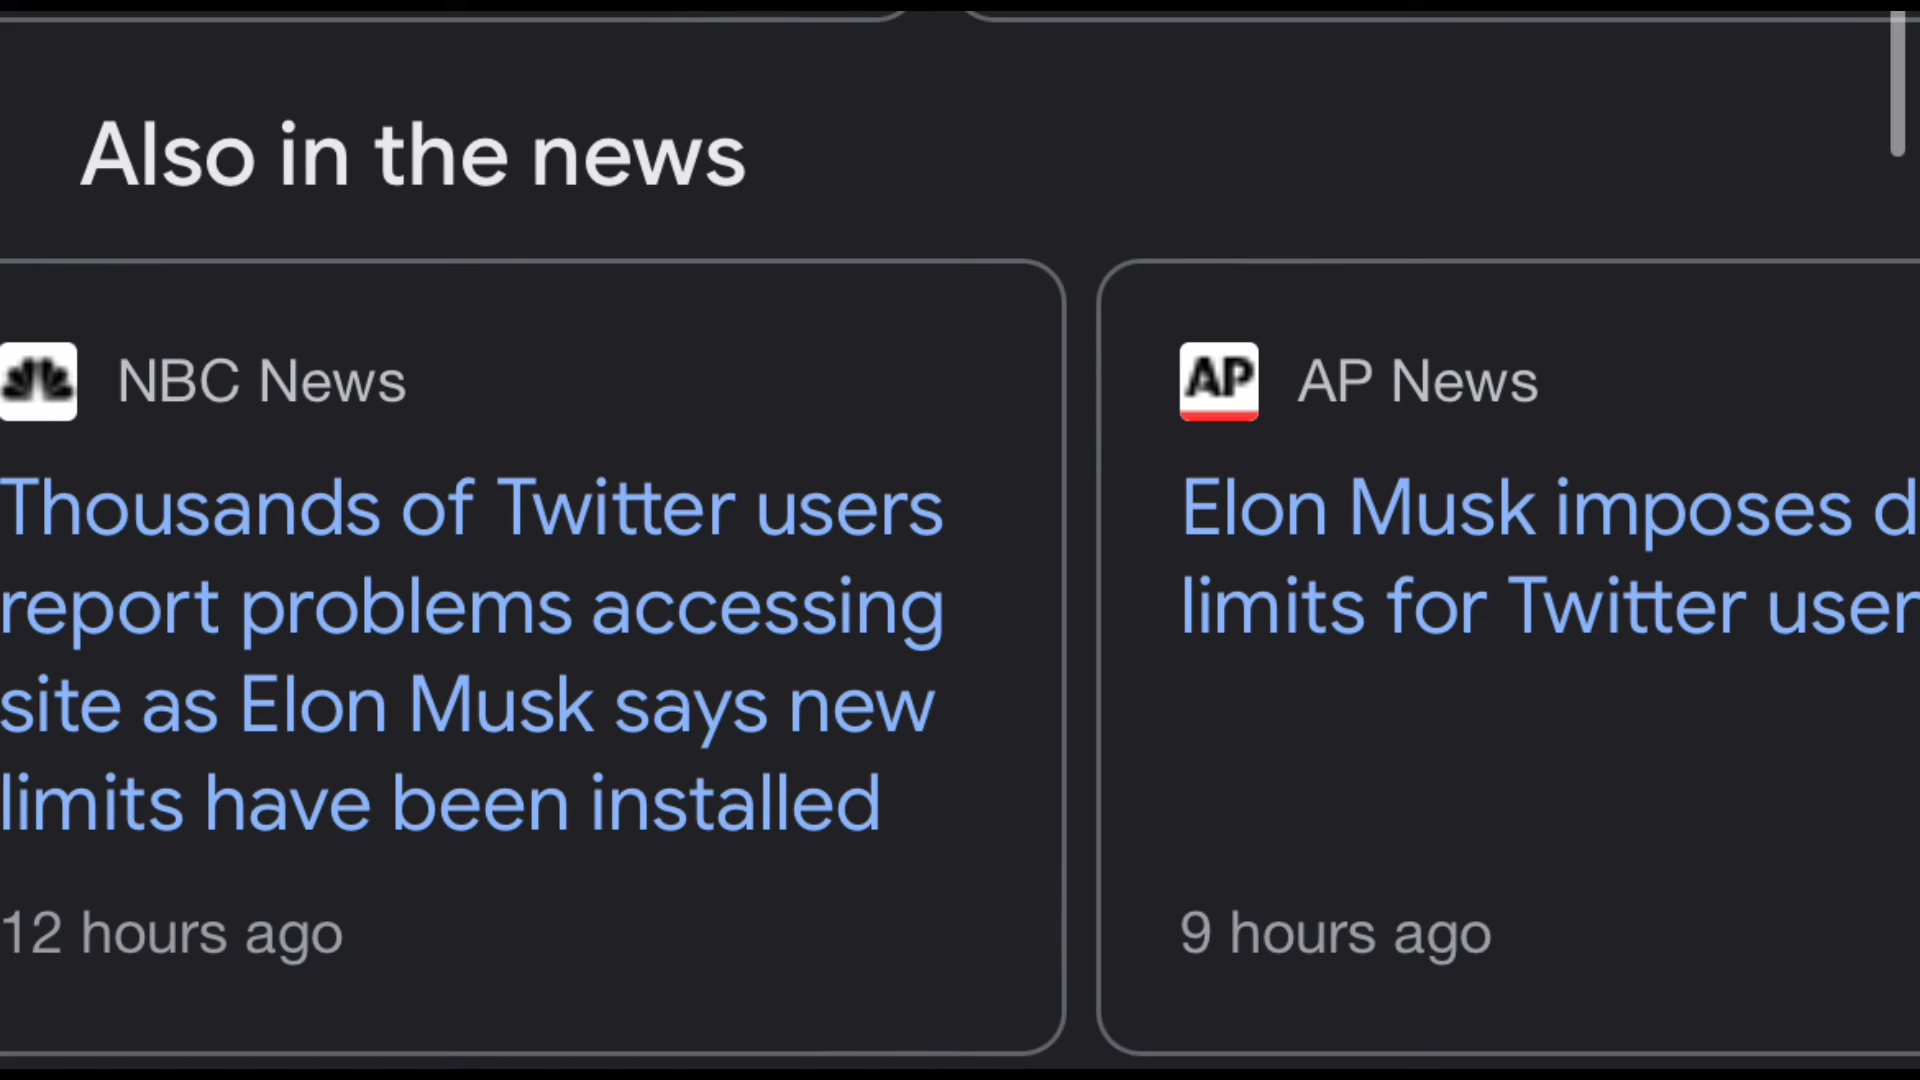 Also in the news
NBC News
Thousands of Twitter users
report problems accessing
site as Elon Musk says new
limits have been installed
12 hours ago
AP
AP News
Elon Musk imposes
limits for Twitter
9 hours ago